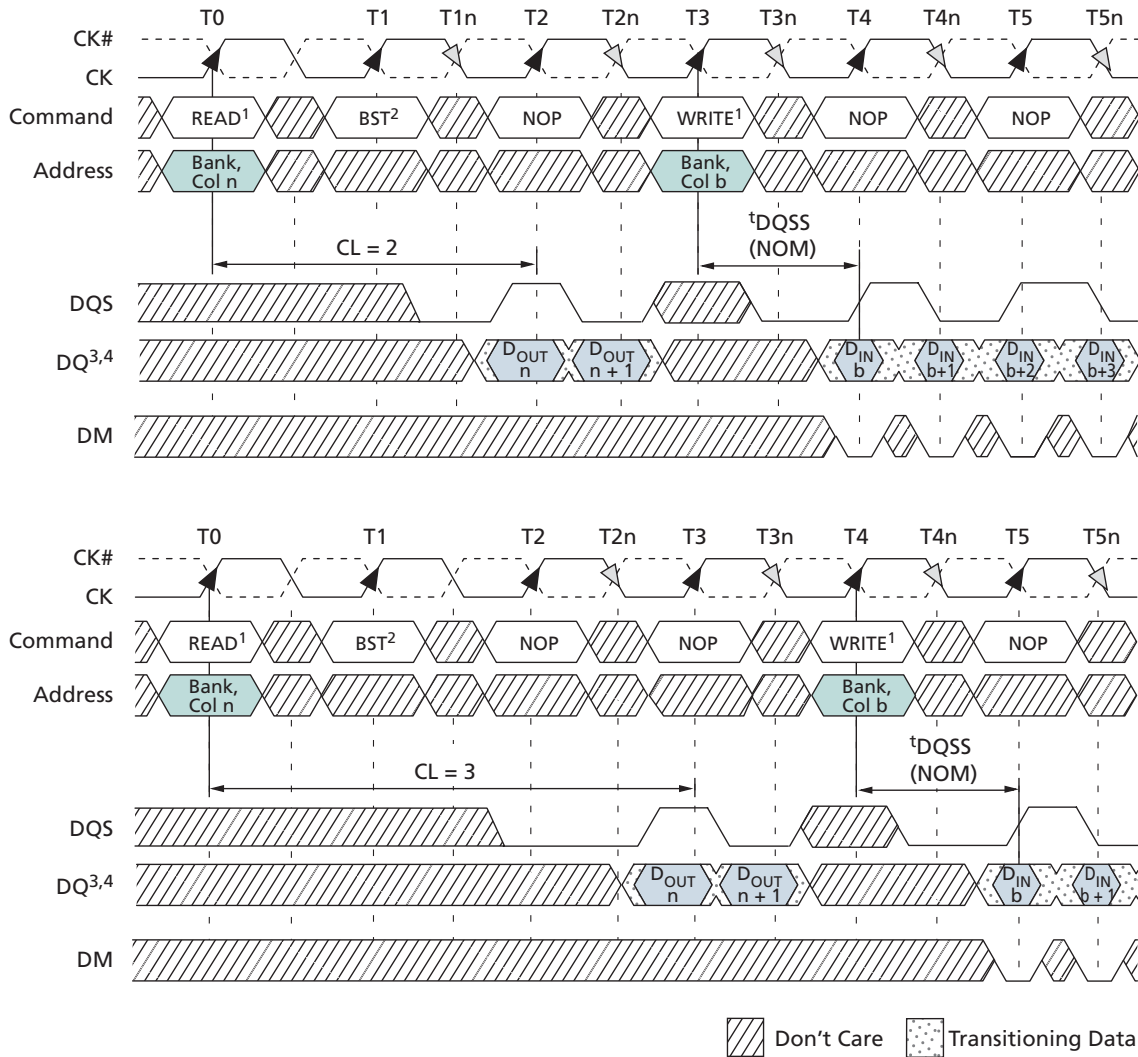 T0 T1 T1n T2 T2n T3 T3n T4 T4n T5 T5n
CK#
CK
Command READ¹ BST² NOP WRITE¹ NOP NOP
Address Bank, Col n Bank, Col b
CL = 2
tDQSS
(NOM)
DQS
DQ³,⁴ DOUT n DOUT n + 1 DIN b DIN b+1 DIN b+2 DIN b+3
DM
T0 T1 T2 T2n T3 T3n T4 T4n T5 T5n
CK#
CK
Command READ¹ BST² NOP NOP WRITE¹ NOP
Address Bank, Col n Bank, Col b
CL = 3
tDQSS
(NOM)
DQS
DQ³,⁴ DOUT n DOUT n + 1 DIN b DIN b + 1
DM
Don't Care Transitioning Data